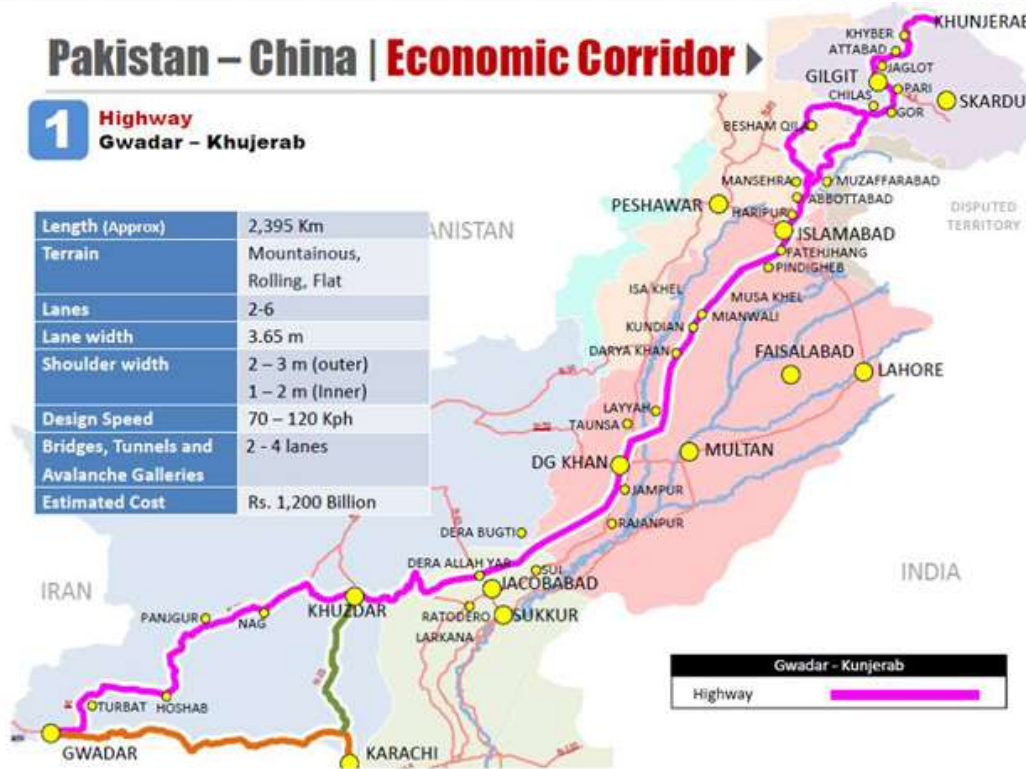 Pakistan – China | Economic Corridor
1
Highway
Gwadar – Khujerab
Length (Approx) 2,395 Km
Terrain Mountainous,
Rolling, Flat
Lanes 2-6
Lane width 3.65 m
Shoulder width 2 – 3 m (outer)
1 – 2 m (Inner)
Design Speed 70 – 120 Kph
Bridges, Tunnels and 2 - 4 lanes
Avalanche Galleries
Estimated Cost Rs. 1,200 Billion
KHUNJERAB
KHYBER
ATTABAD
JAGLOT
GILGIT
PARI
CHILAS
SKARDU
GOR
BESHAM QILA
MANSEHRA
MUZAFFARABAD
ABBOTTABAD
PESHAWAR
HARIPUR
DISPUTED
TERRITORY
ANISTAN
ISLAMABAD
FATEHJHANG
PINDIGHEB
ISA KHEL
MUSA KHEL
MIANWALI
KUNDIAN
DARYA KHAN
FAISALABAD
LAHORE
LAYYAH
TAUNSA
MULTAN
DG KHAN
JAMPUR
RAJANPUR
DERA BUGTI
DERA ALLAH YAR
SUI
JACOBABAD
INDIA
IRAN
KHUZDAR
PANJGUR
NAG
RATODERO
SUKKUR
LARKANA
TURBAT
HOSHAB
GWADAR
KARACHI
Gwadar - Kunjerab
Highway